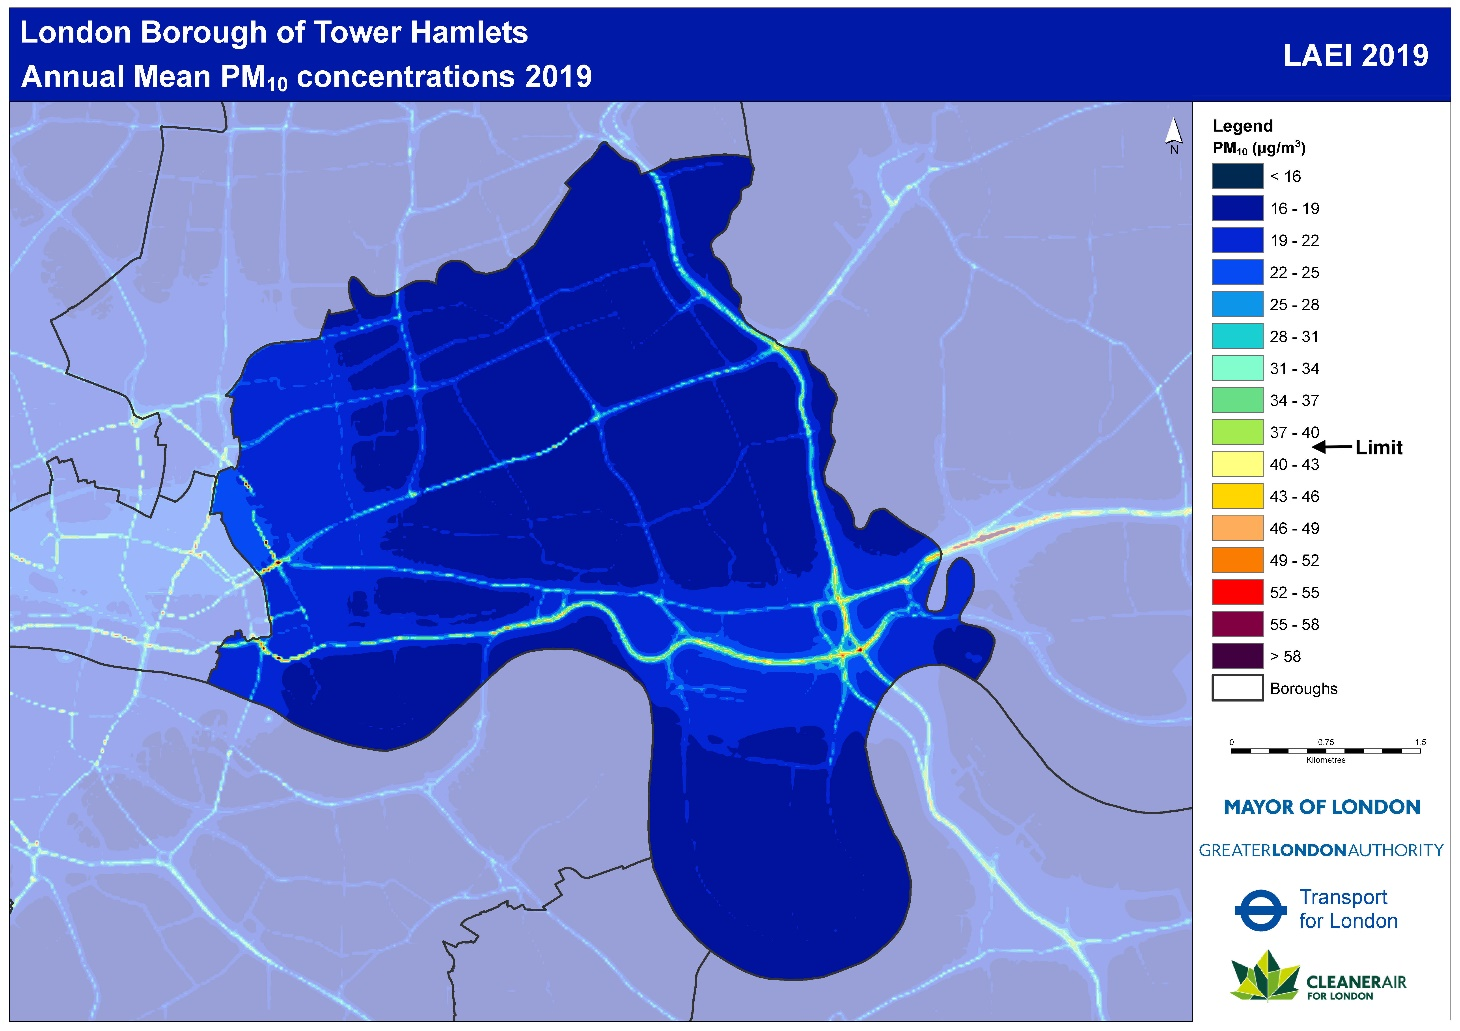 London Borough of Tower Hamlets
Annual Mean PM₁₀ concentrations 2019
LAEI 2019
N
Legend
PM₁₀ (µg/m³)
< 16
16 - 19
19 - 22
22 - 25
25 - 28
28 - 31
31 - 34
34 - 37
37 - 40
Limit
40 - 43
43 - 46
46 - 49
49 - 52
52 - 55
55 - 58
> 58
Boroughs
0 0.75 1.5
Kilometres
MAYOR OF LONDON
GREATERLONDONAUTHORITY
Transport
for London
CLEANERAIR
FOR LONDON